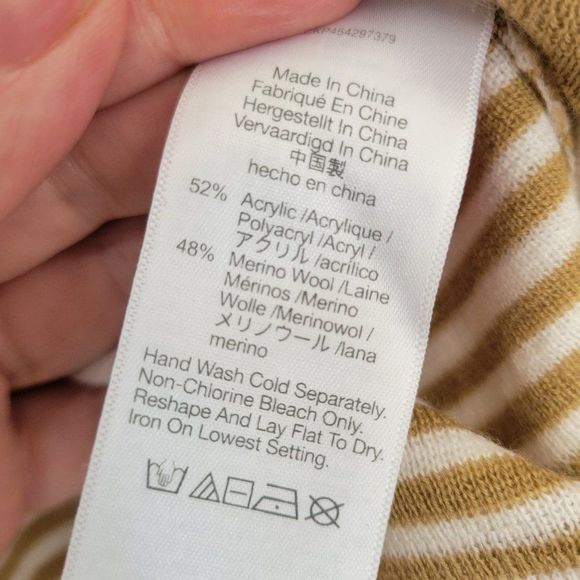 KP454297379
Made In China
Fabriqué En Chine
Hergestellt In China
Vervaardigd In China
中国製
hecho en china
52% Acrylic /Acrylique /
Polyacryl /Acryl /
アクリル /acrílico
48% Merino Wool /Laine
Mérinos /Merino
Wolle /Merinowol /
メリノウール /lana
merino
Hand Wash Cold Separately.
Non-Chlorine Bleach Only.
Reshape And Lay Flat To Dry.
Iron On Lowest Setting.